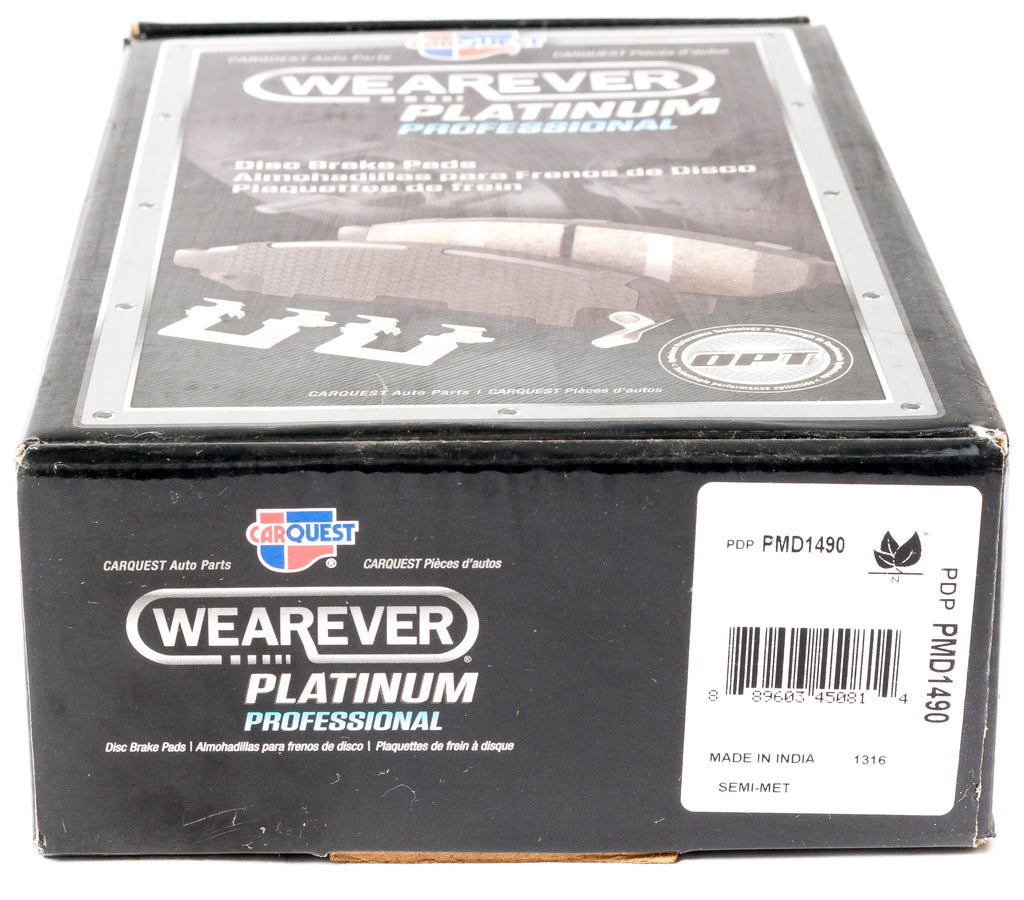 CARQUEST
CARQUEST Auto Parts CARQUEST Pièces d'autos
WEAREVER
PLATINUM
PROFESSIONAL
Disc Brake Pads
Almohadillas para Frenos de Disco
Plaquettes de frein
OPT
CARQUEST Auto Parts | CARQUEST Pièces d'autos
CARQUEST ®
CARQUEST Auto Parts CARQUEST Pièces d'autos
WEAREVER ®
PLATINUM
PROFESSIONAL
Disc Brake Pads \ Almohadillas para frenos de disco \ Plaquettes de frein à disque
PDP PMD1490
N
PDP PMD1490
8 89603 45081 4
MADE IN INDIA 1316
SEMI-MET